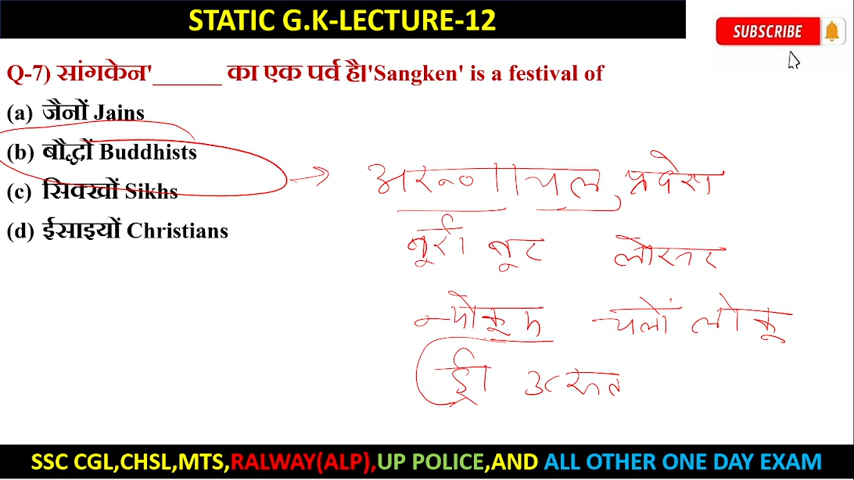 STATIC G.K-LECTURE-12
SUBSCRIBE
Q-7) सांगकेन'______ का एक पर्व है।'Sangken' is a festival of
(a) जैनों Jains
(b) बौद्धों Buddhists
(c) सिक्खों Sikhs
(d) ईसाइयों Christians
अरूणाचल प्रदेस
बूरी बूट लोस्सर
मोकू चलों लोकू
ई
SSC CGL,CHSL,MTS,RALWAY(ALP),UP POLICE,AND ALL OTHER ONE DAY EXAM